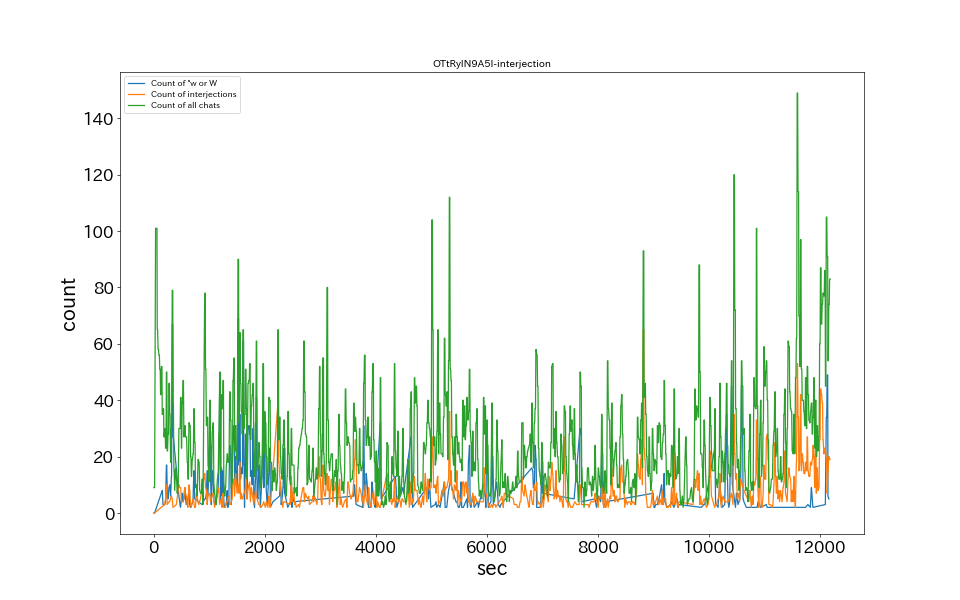 OTtRyIN9A5I-interjection
Count of "w or W
Count of interjections
Count of all chats
count
140
120
100
80
60
40
20
0
0 2000 4000 6000 8000 10000 12000
sec